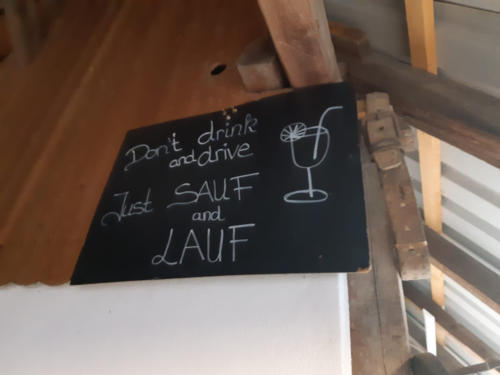 Don't drink
and drive
Just SAUF
and
LAUF